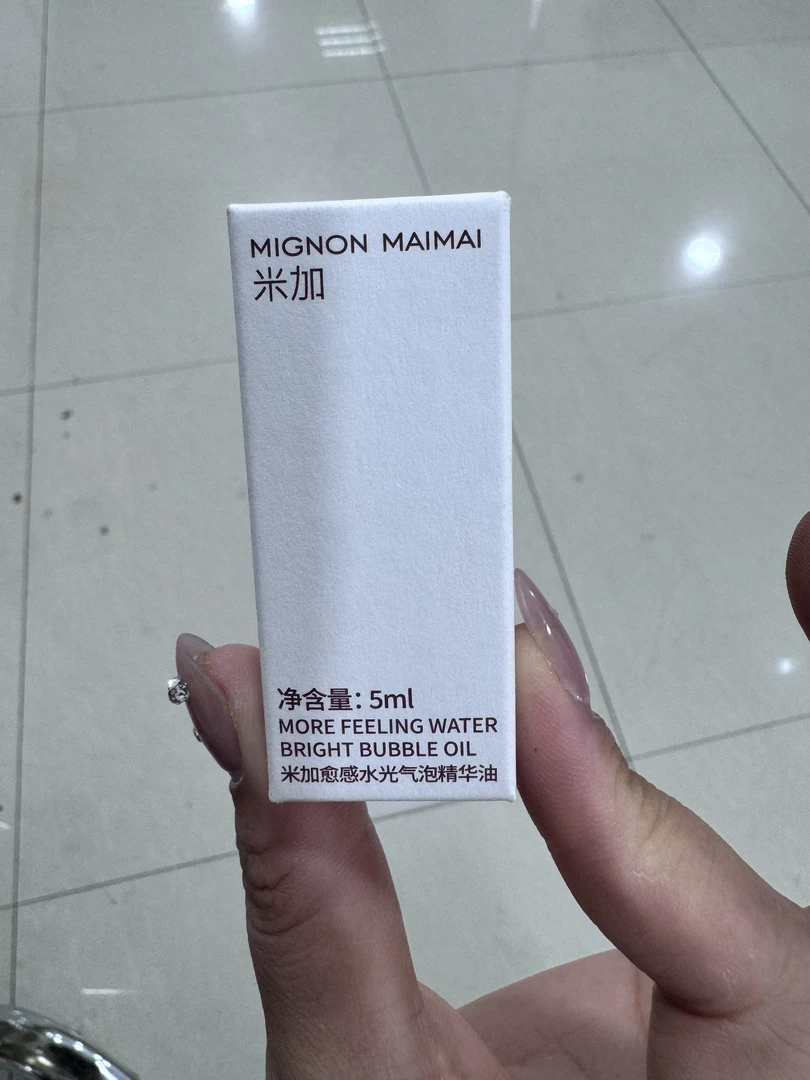 MIGNON MAIMAI
米加
净含量：5ml
MORE FEELING WATER
BRIGHT BUBBLE OIL
米加愈感水光气泡精华油